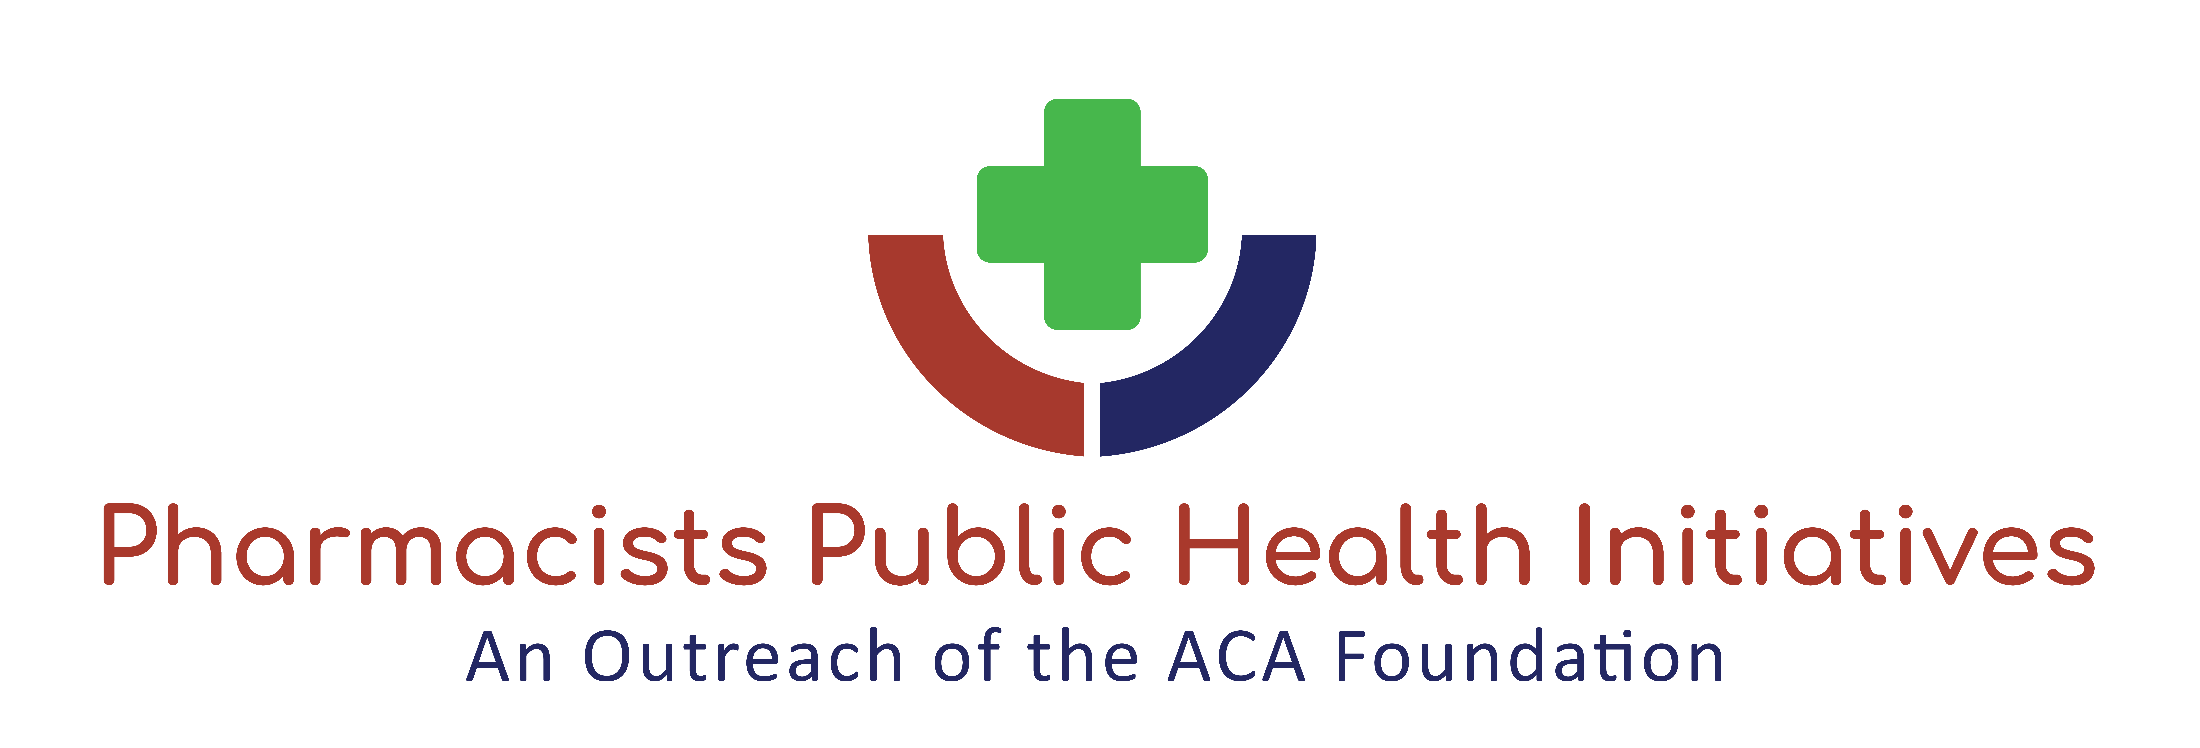 Pharmacists Public Health Initiatives
An Outreach of the ACA Foundation